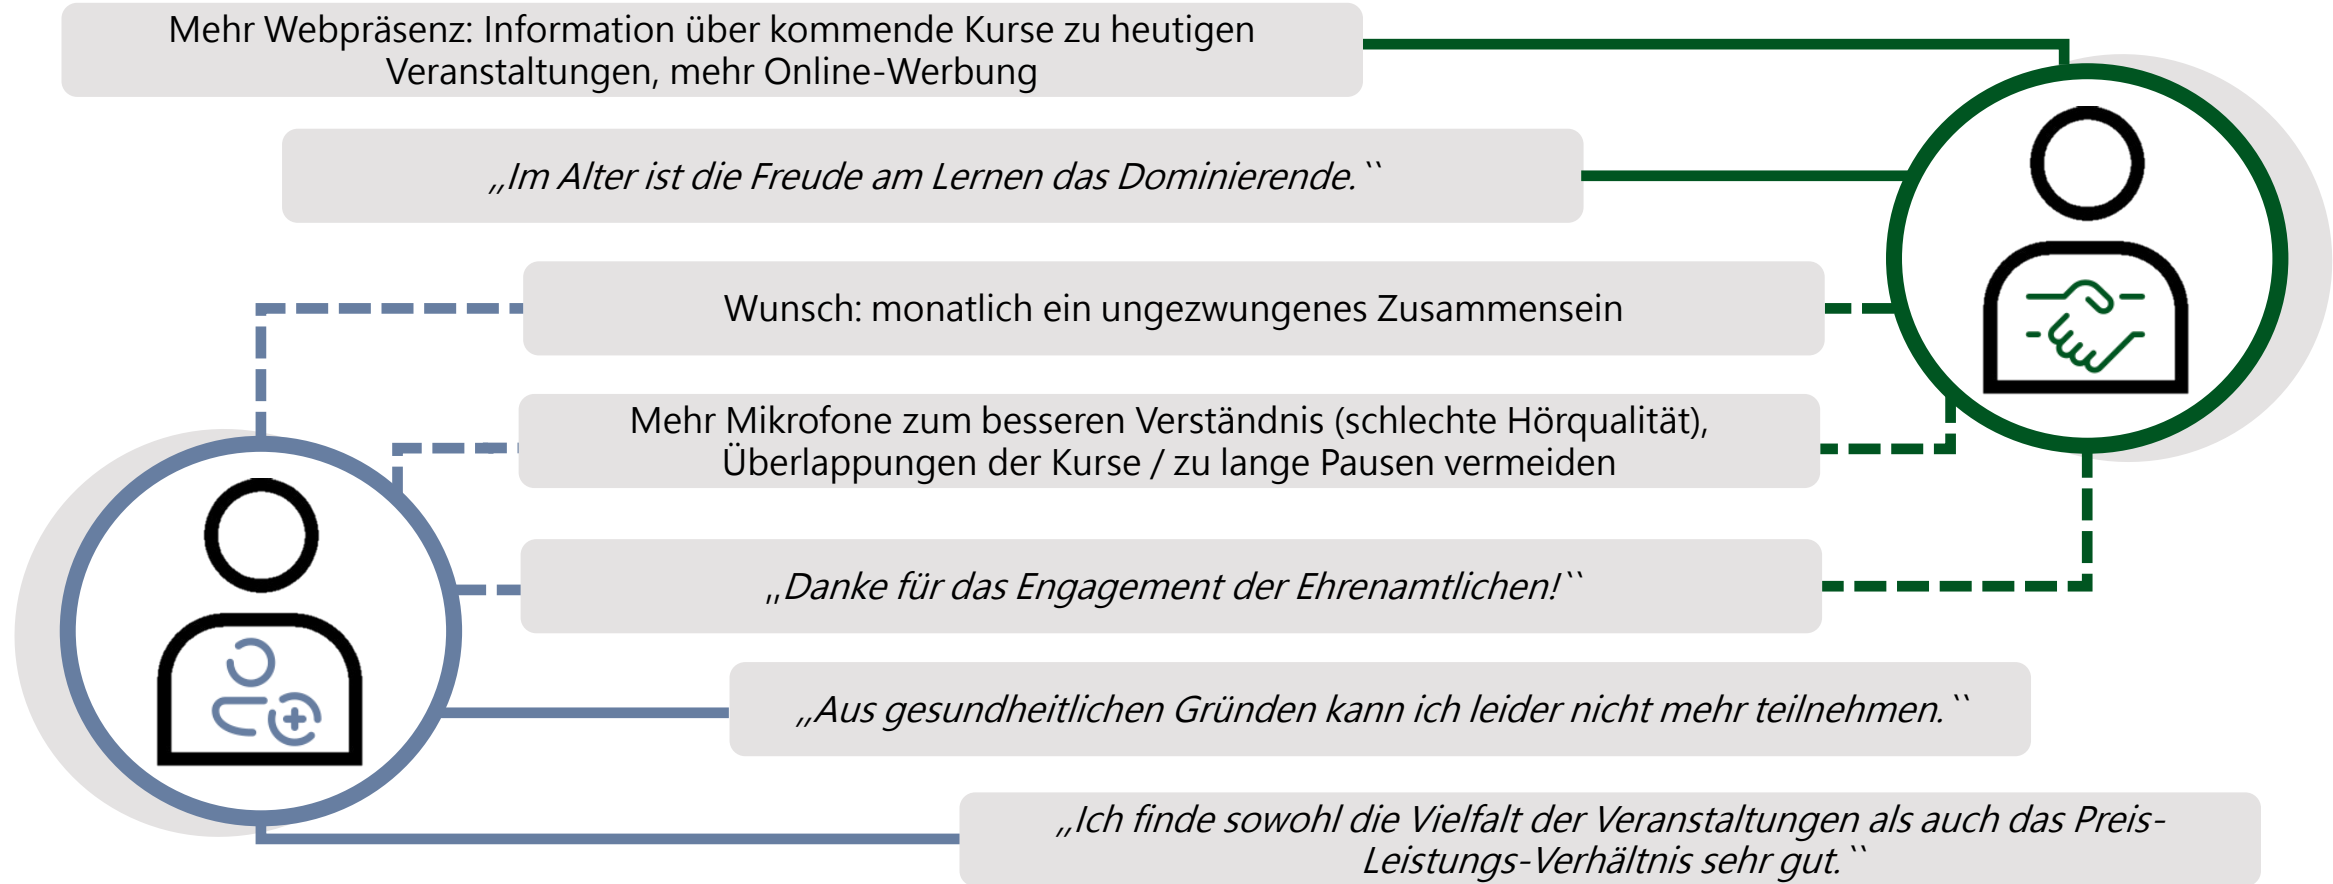 Mehr Webpräsenz: Information über kommende Kurse zu heutigen
Veranstaltungen, mehr Online-Werbung
„Im Alter ist die Freude am Lernen das Dominierende.``
Wunsch: monatlich ein ungezwungenes Zusammensein
Mehr Mikrofone zum besseren Verständnis (schlechte Hörqualität),
Überlappungen der Kurse / zu lange Pausen vermeiden
„Danke für das Engagement der Ehrenamtlichen!``
„Aus gesundheitlichen Gründen kann ich leider nicht mehr teilnehmen.``
„Ich finde sowohl die Vielfalt der Veranstaltungen als auch das Preis-
Leistungs-Verhältnis sehr gut.``